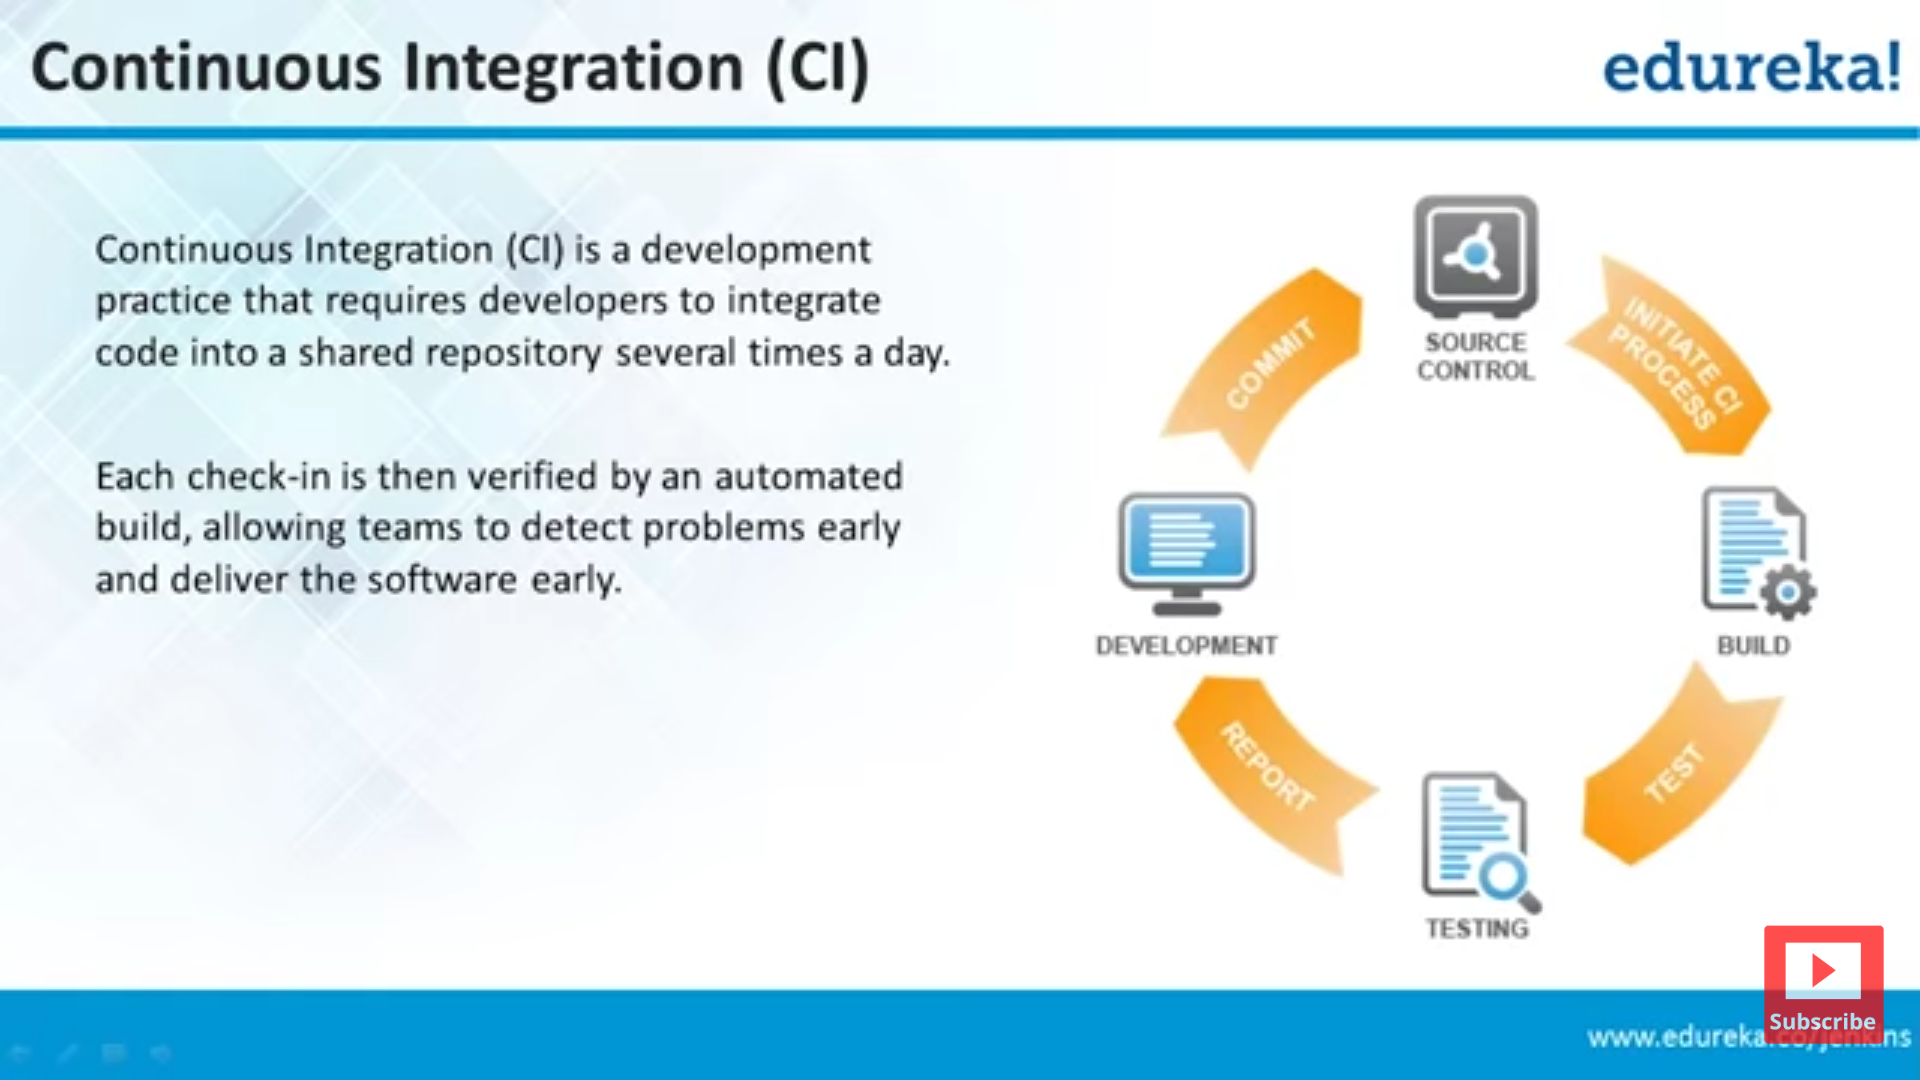 Continuous Integration (CI)
edureka!
Continuous Integration (CI) is a development
practice that requires developers to integrate
code into a shared repository several times a day.
Each check-in is then verified by an automated
build, allowing teams to detect problems early
and deliver the software early.
SOURCE
CONTROL
COMMIT
INITIATE CI
PROCESS
DEVELOPMENT
BUILD
REPORT
TEST
TESTING
Subscribe
www.edureka.co/jenkins